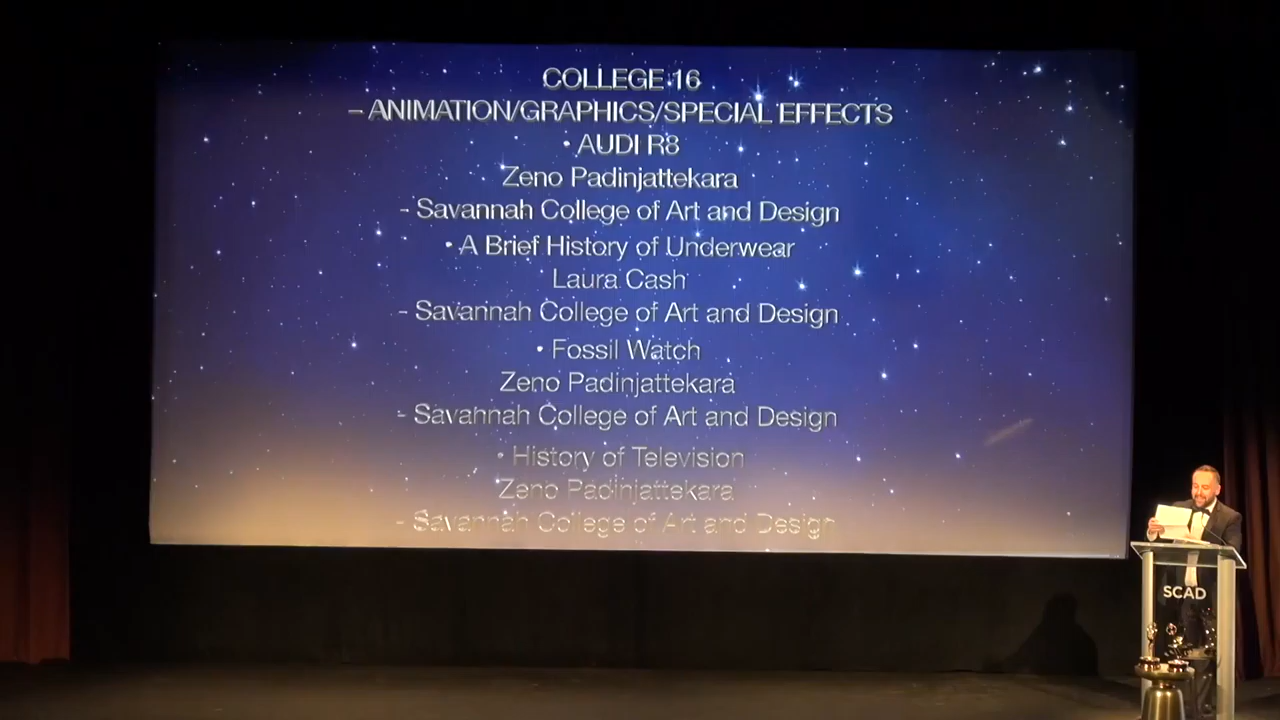 COLLEGE 16
– ANIMATION/GRAPHICS/SPECIAL EFFECTS
• AUDI R8
Zeno Padinjattekara
- Savannah College of Art and Design
• A Brief History of Underwear
Laura Cash
- Savannah College of Art and Design
• Fossil Watch
Zeno Padinjattekara
- Savannah College of Art and Design
• History of Television
Zeno Padinjattekara
- Savannah College of Art and Design
SCAD